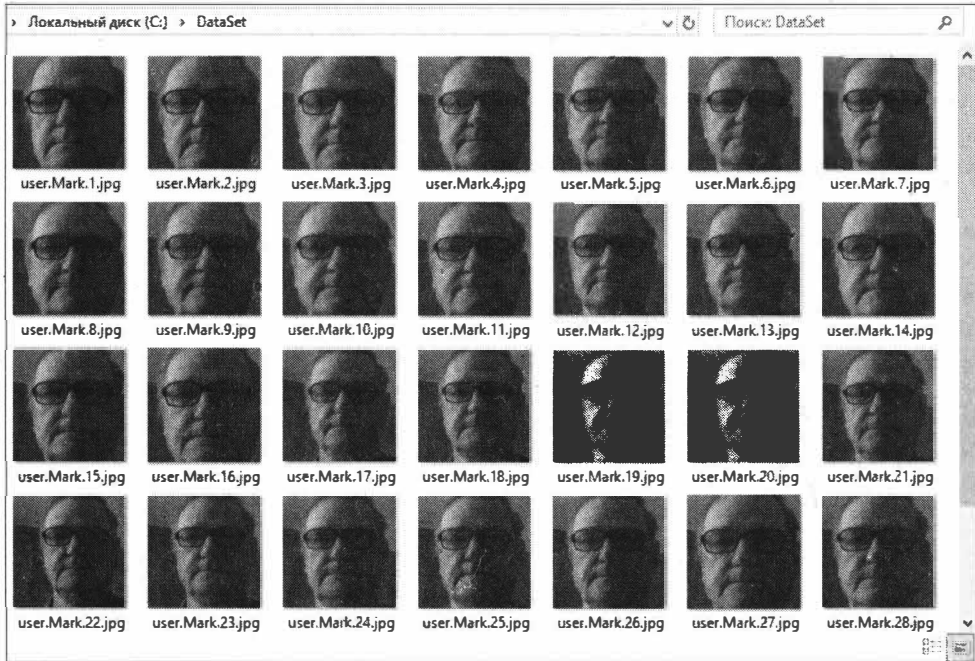 › Локальный диск (C:) › DataSet Поиск: DataSet
user.Mark.1.jpg user.Mark.2.jpg user.Mark.3.jpg user.Mark.4.jpg user.Mark.5.jpg user.Mark.6.jpg user.Mark.7.jpg
user.Mark.8.jpg user.Mark.9.jpg user.Mark.10.jpg user.Mark.11.jpg user.Mark.12.jpg user.Mark.13.jpg user.Mark.14.jpg
user.Mark.15.jpg user.Mark.16.jpg user.Mark.17.jpg user.Mark.18.jpg user.Mark.19.jpg user.Mark.20.jpg user.Mark.21.jpg
user.Mark.22.jpg user.Mark.23.jpg user.Mark.24.jpg user.Mark.25.jpg user.Mark.26.jpg user.Mark.27.jpg user.Mark.28.jpg